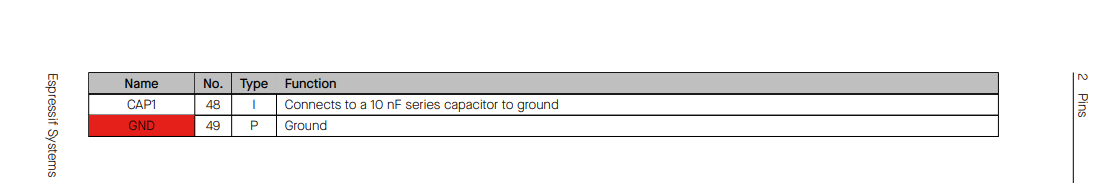 Espressif Systems
Name No. Type Function
CAP1 48 I Connects to a 10 nF series capacitor to ground
GND 49 P Ground
2 Pins